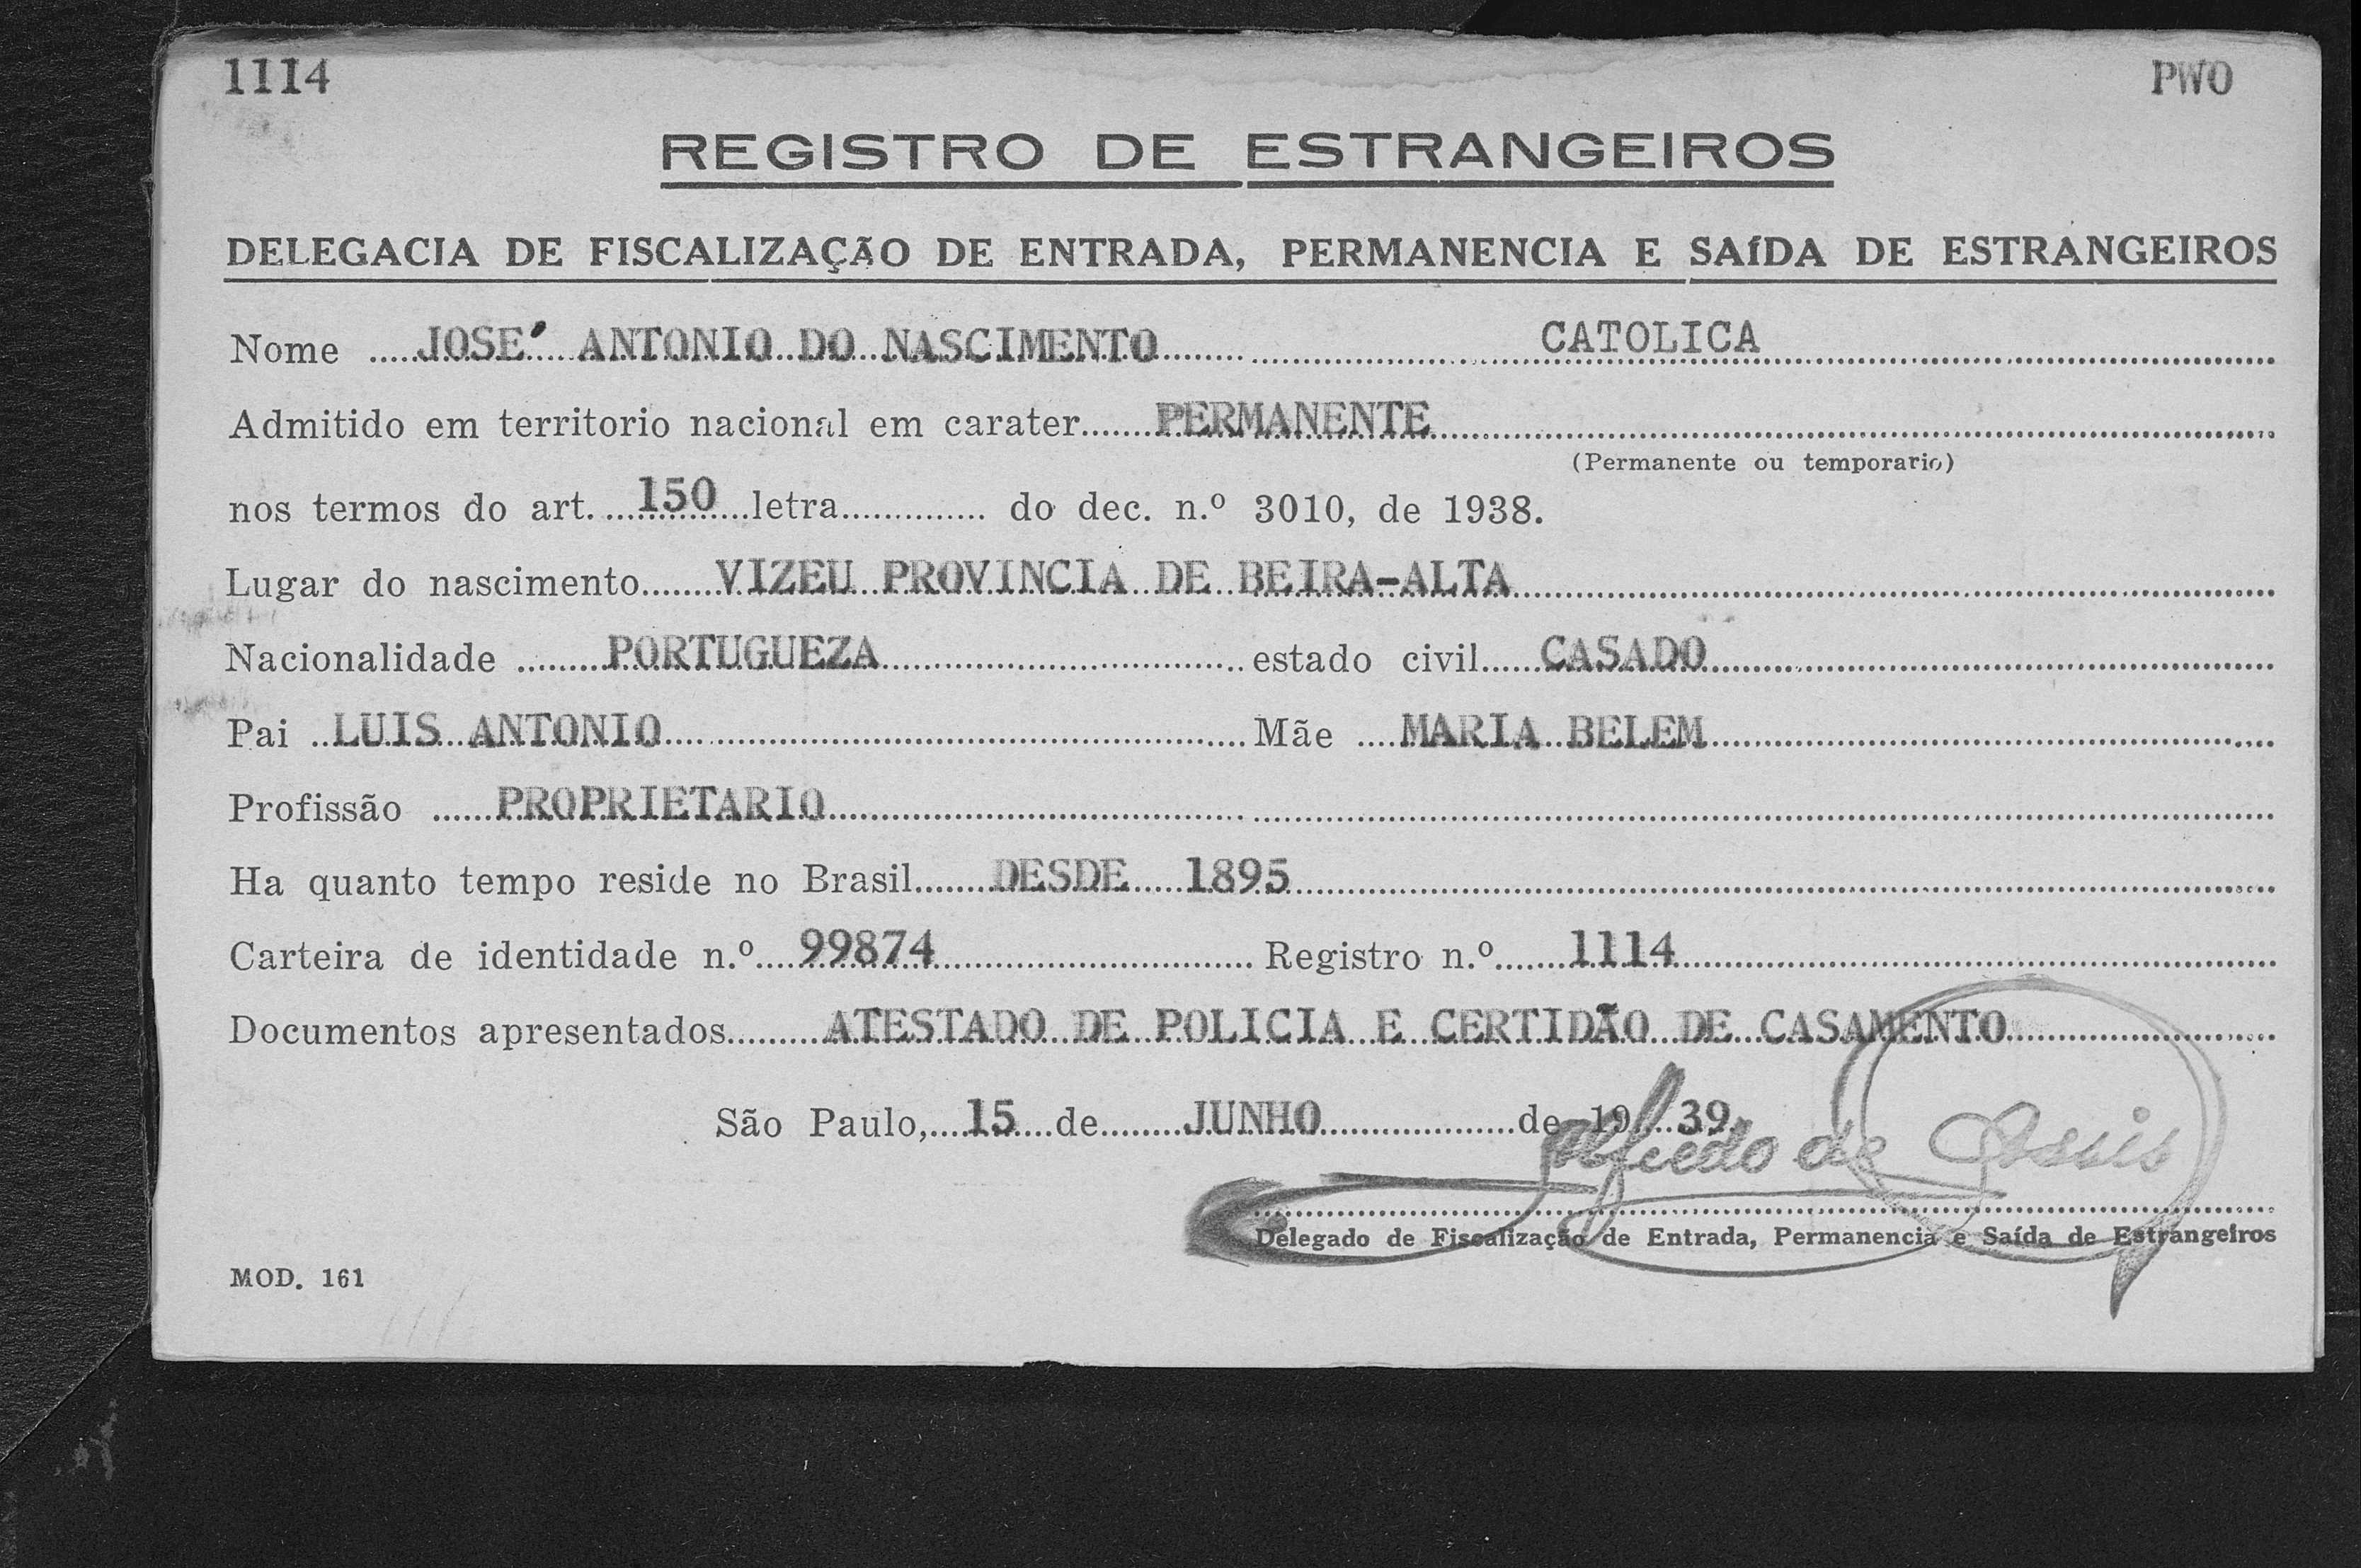 1114 PWO
REGISTRO DE ESTRANGEIROS
DELEGACIA DE FISCALIZAÇÃO DE ENTRADA, PERMANENCIA E SAÍDA DE ESTRANGEIROS
Nome JOSE' ANTONIO DO NASCIMENTO CATOLICA
Admitido em territorio nacional em carater PERMANENTE
(Permanente ou temporario)
nos termos do art. 150 letra do dec. n.º 3010, de 1938.
Lugar do nascimento VIZEU PROVINCIA DE BEIRA-ALTA
Nacionalidade PORTUGUEZA estado civil CASADO
Pai LUIS ANTONIO Mãe MARIA BELEM
Profissão PROPRIETARIO
Ha quanto tempo reside no Brasil DESDE 1895
Carteira de identidade n.º 99874 Registro n.º 1114
Documentos apresentados ATESTADO DE POLICIA E CERTIDÃO DE CASAMENTO
São Paulo, 15 de JUNHO de 19 39.
Alfredo de Assis
Delegado de Fiscalização de Entrada, Permanencia e Saída de Estrangeiros
MOD. 161